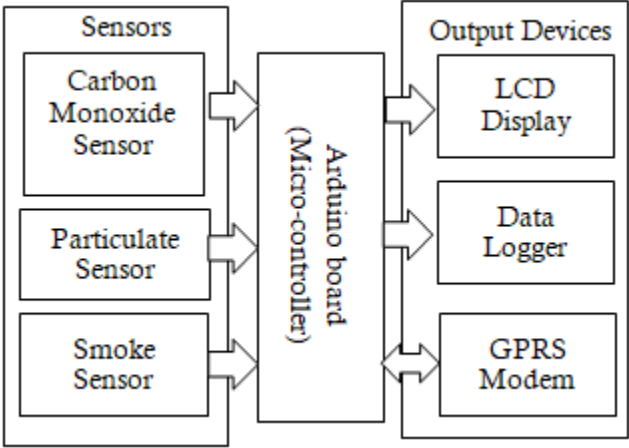 Sensors
Carbon
Monoxide
Sensor
Particulate
Sensor
Smoke
Sensor
Arduino board
(Micro-controller)
Output Devices
LCD
Display
Data
Logger
GPRS
Modem